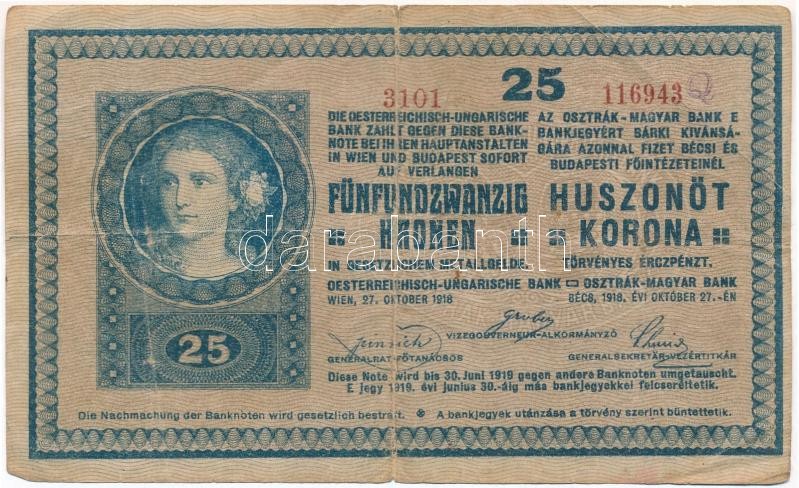 25
3101
116943
Q
DIE OESTERREICHISCH-UNGARISCHE
BANK ZAHLT GEGEN DIESE BANK-
NOTE BEI IHREN HAUPTANSTALTEN
IN WIEN UND BUDAPEST SOFORT
AUF VERLANGEN
FÜNFUNDZWANZIG
KRONEN
IN GESETZLICHEM METALLGELDE.
OESTERREICHISCH-UNGARISCHE BANK
WIEN, 27. OKTOBER 1918
AZ OSZTRÁK-MAGYAR BANK E
BANKJEGYÉRT BÁRKI KIVÁNSÁ-
GÁRA AZONNAL FIZET BÉCSI ÉS
BUDAPESTI FŐINTÉZETEINÉL
HUSZONÖT
KORONA
TÖRVÉNYES ÉRCZPÉNZT.
OSZTRÁK-MAGYAR BANK
BÉCS, 1918. ÉVI OKTÓBER 27.-ÉN
Gruber
VIZEGOUVERNEUR-ALKORMÁNYZÓ
GENERALRAT-FŐTANÁCSOS
GENERALSEKRETÄR-VEZÉRTITKÁR
Diese Note wird bis 30. Juni 1919 gegen andere Banknoten umgetauscht.
E jegy 1919. évi junius 30.-áig más bankjegyekkel felcseréltetik.
Die Nachmachung der Banknoten wird gesetzlich bestraft.
A bankjegyek utánzása a törvény szerint büntettetik.
25
darabanth